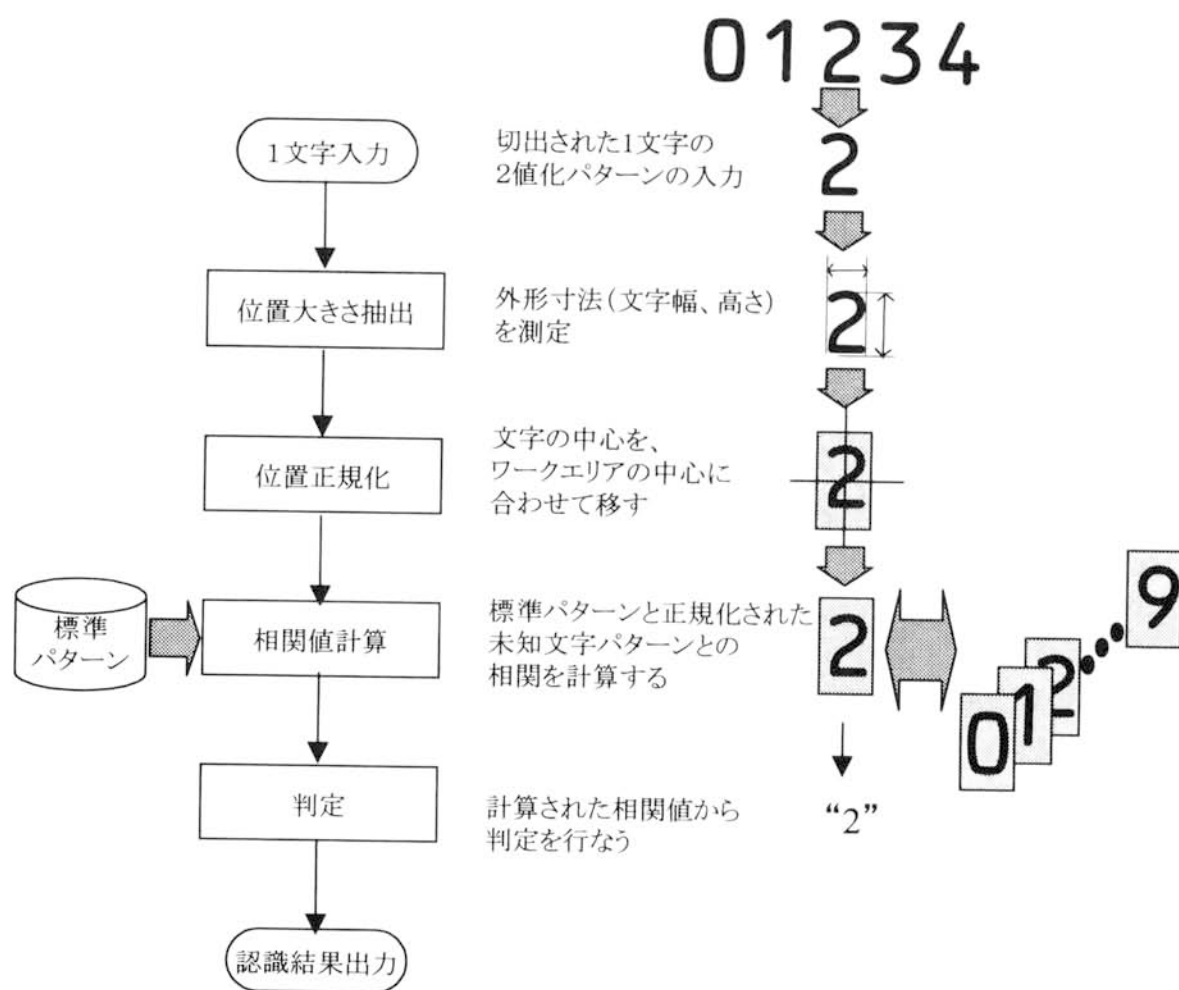 0 1 2 3 4
1文字入力
切出された1文字の
2値化パターンの入力
2
位置大きさ抽出
外形寸法(文字幅、高さ)
を測定
2
位置正規化
文字の中心を、
ワークエリアの中心に
合わせて移す
2
標準
パターン
相関値計算
標準パターンと正規化された
未知文字パターンとの
相関を計算する
2
0 1 2 9
判定
計算された相関値から
判定を行なう
“2”
認識結果出力